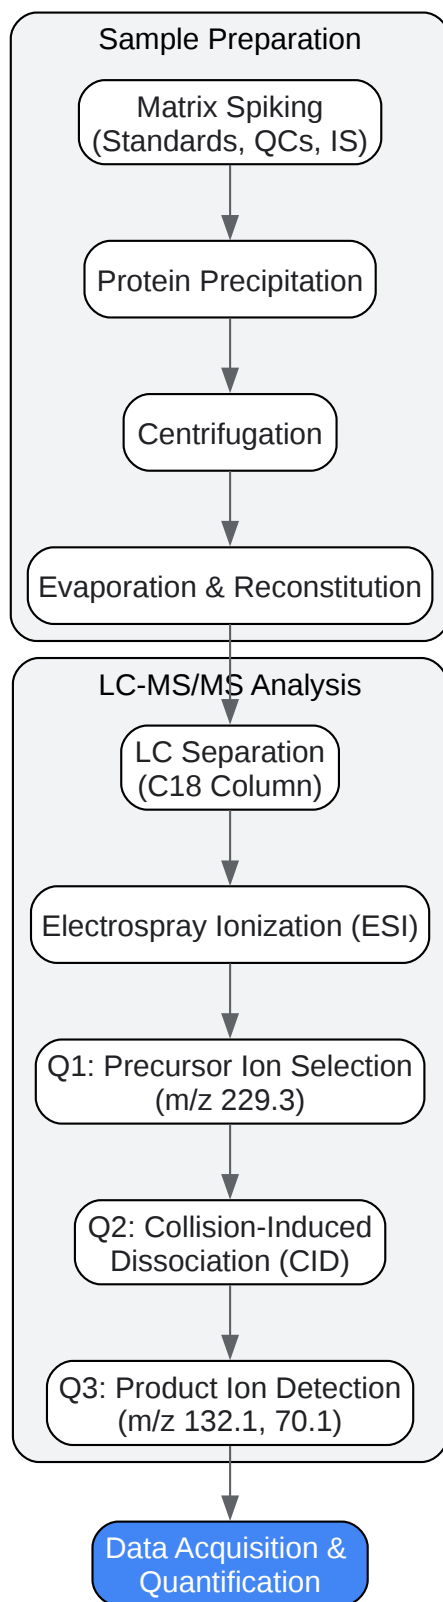 Sample Preparation
Matrix Spiking
(Standards, QCs, IS)
Protein Precipitation
Centrifugation
Evaporation & Reconstitution
LC-MS/MS Analysis
LC Separation
(C18 Column)
Electrospray Ionization (ESI)
Q1: Precursor Ion Selection
(m/z 229.3)
Q2: Collision-Induced
Dissociation (CID)
Q3: Product Ion Detection
(m/z 132.1, 70.1)
Data Acquisition &
Quantification